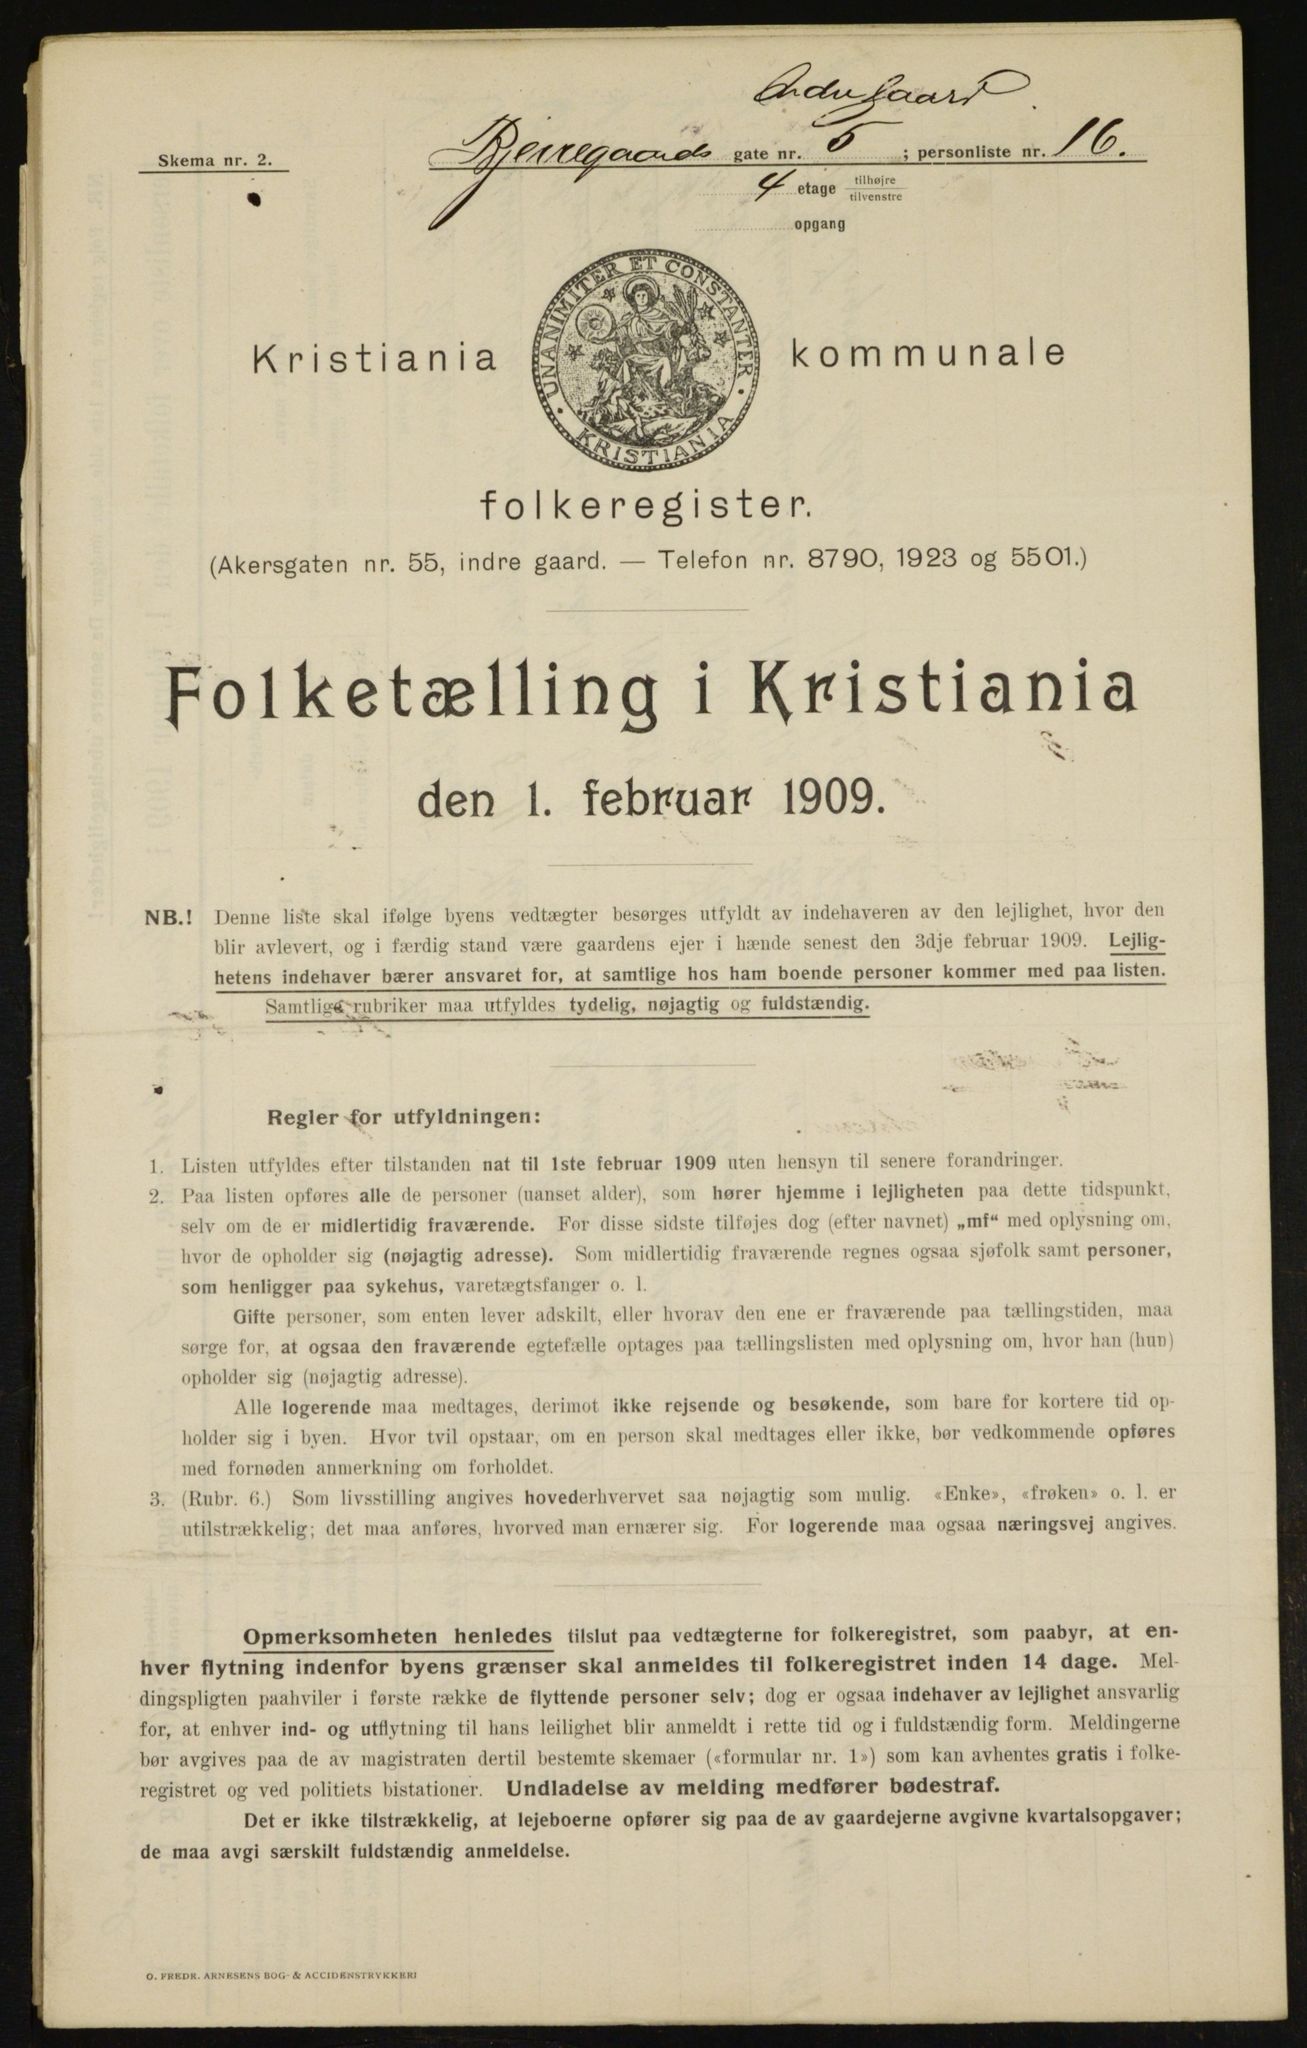 Indre Gaard
Skema nr. 2.
Bjerregaards gate nr. 5 ; personliste nr. 16.
4 etage tilhøjre
tilvenstre
opgang
UNANIMITER ET CONSTANTER
KRISTIANIA
Kristiania kommunale
folkeregister.
(Akersgaten nr. 55, indre gaard. — Telefon nr. 8790, 1923 og 5501.)
Folketælling i Kristiania
den 1. februar 1909.
NB.! Denne liste skal ifølge byens vedtægter besørges utfyldt av indehaveren av den lejlighet, hvor den
blir avlevert, og i færdig stand være gaardens ejer i hænde senest den 3dje februar 1909. Lejlig-
hetens indehaver bærer ansvaret for, at samtlige hos ham boende personer kommer med paa listen.
Samtlige rubriker maa utfyldes tydelig, nøjagtig og fuldstændig.
Regler for utfyldningen:
1. Listen utfyldes efter tilstanden nat til 1ste februar 1909 uten hensyn til senere forandringer.
2. Paa listen opføres alle de personer (uanset alder), som hører hjemme i lejligheten paa dette tidspunkt,
selv om de er midlertidig fraværende. For disse sidste tilføjes dog (efter navnet) „mf“ med oplysning om,
hvor de opholder sig (nøjagtig adresse). Som midlertidig fraværende regnes ogsaa sjøfolk samt personer,
som henligger paa sykehus, varetægtsfanger o. l.
Gifte personer, som enten lever adskilt, eller hvorav den ene er fraværende paa tællingstiden, maa
sørge for, at ogsaa den fraværende egtefælle optages paa tællingslisten med oplysning om, hvor han (hun)
opholder sig (nøjagtig adresse).
Alle logerende maa medtages, derimot ikke rejsende og besøkende, som bare for kortere tid op-
holder sig i byen. Hvor tvil opstaar, om en person skal medtages eller ikke, bør vedkommende opføres
med fornøden anmerkning om forholdet.
3. (Rubr. 6.) Som livsstilling angives hovederhvervet saa nøjagtig som mulig. «Enke», «frøken» o. l. er
utilstrækkelig; det maa anføres, hvorved man ernærer sig. For logerende maa ogsaa næringsvej angives.
Opmerksomheten henledes tilslut paa vedtægterne for folkeregistret, som paabyr, at en-
hver flytning indenfor byens grænser skal anmeldes til folkeregistret inden 14 dage. Mel-
dingspligten paahviler i første række de flyttende personer selv; dog er ogsaa indehaver av lejlighet ansvarlig
for, at enhver ind- og utflytning til hans leilighet blir anmeldt i rette tid og i fuldstændig form. Meldingerne
bør avgives paa de av magistraten dertil bestemte skemaer («formular nr. 1») som kan avhentes gratis i folke-
registret og ved politiets bistationer. Undladelse av melding medfører bødestraf.
Det er ikke tilstrækkelig, at lejeboerne opfører sig paa de av gaardejerne avgivne kvartalsopgaver;
de maa avgi særskilt fuldstændig anmeldelse.
O. FREDR. ARNESENS BOG- & ACCIDENSTRYKKERI